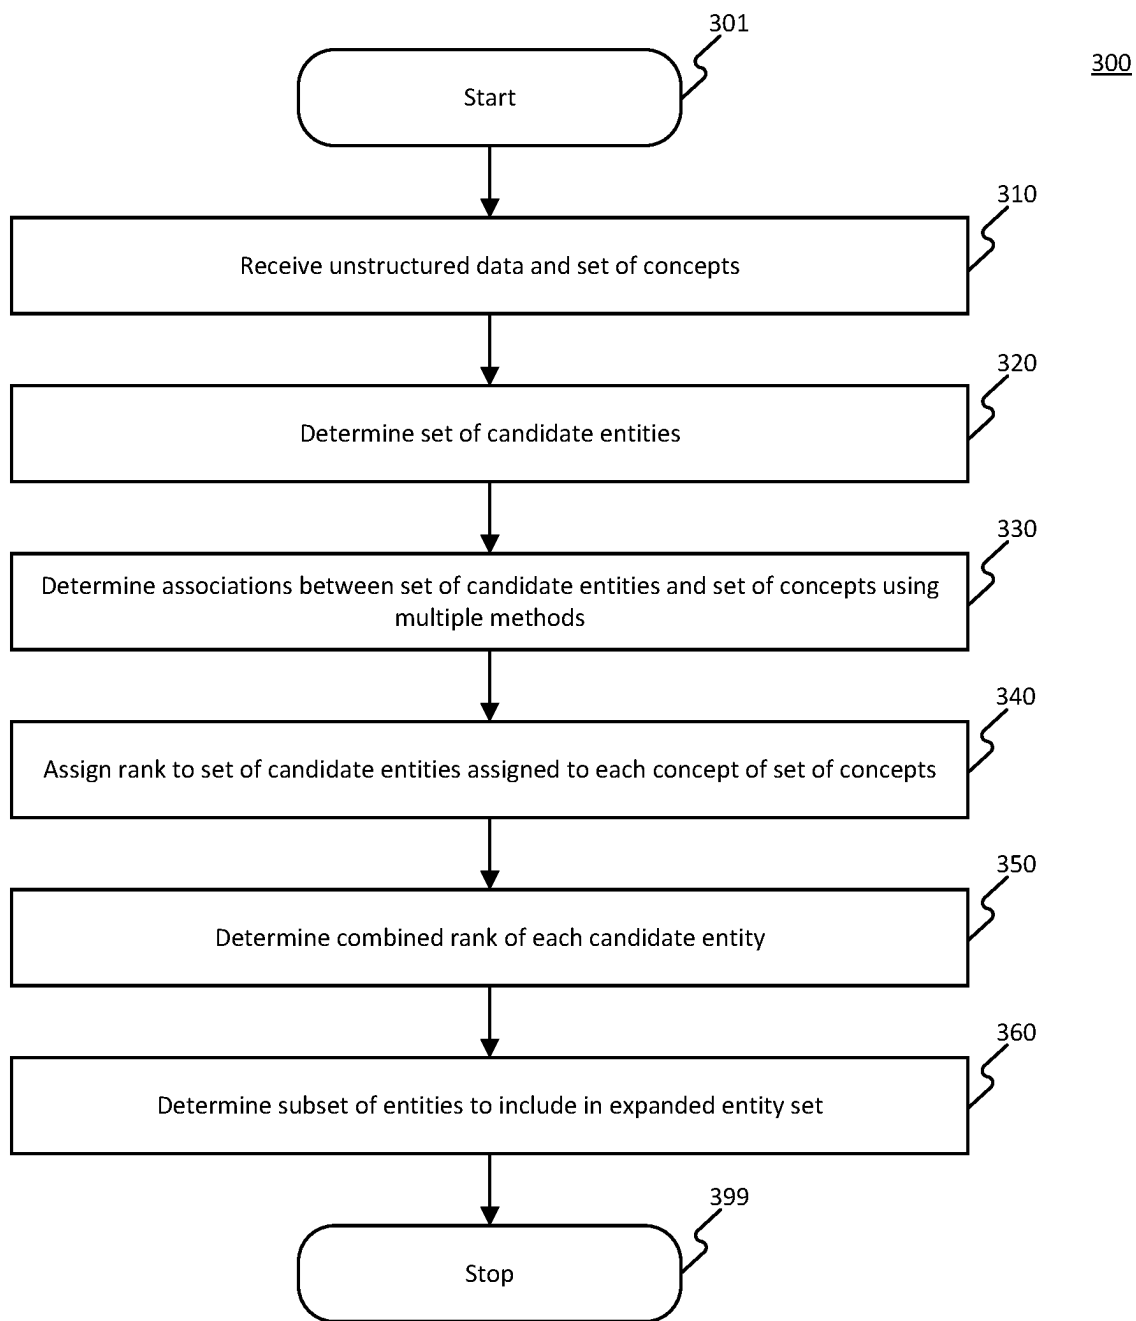 301
300
Start
310
Receive unstructured data and set of concepts
320
Determine set of candidate entities
330
Determine associations between set of candidate entities and set of concepts using
multiple methods
340
Assign rank to set of candidate entities assigned to each concept of set of concepts
350
Determine combined rank of each candidate entity
360
Determine subset of entities to include in expanded entity set
399
Stop